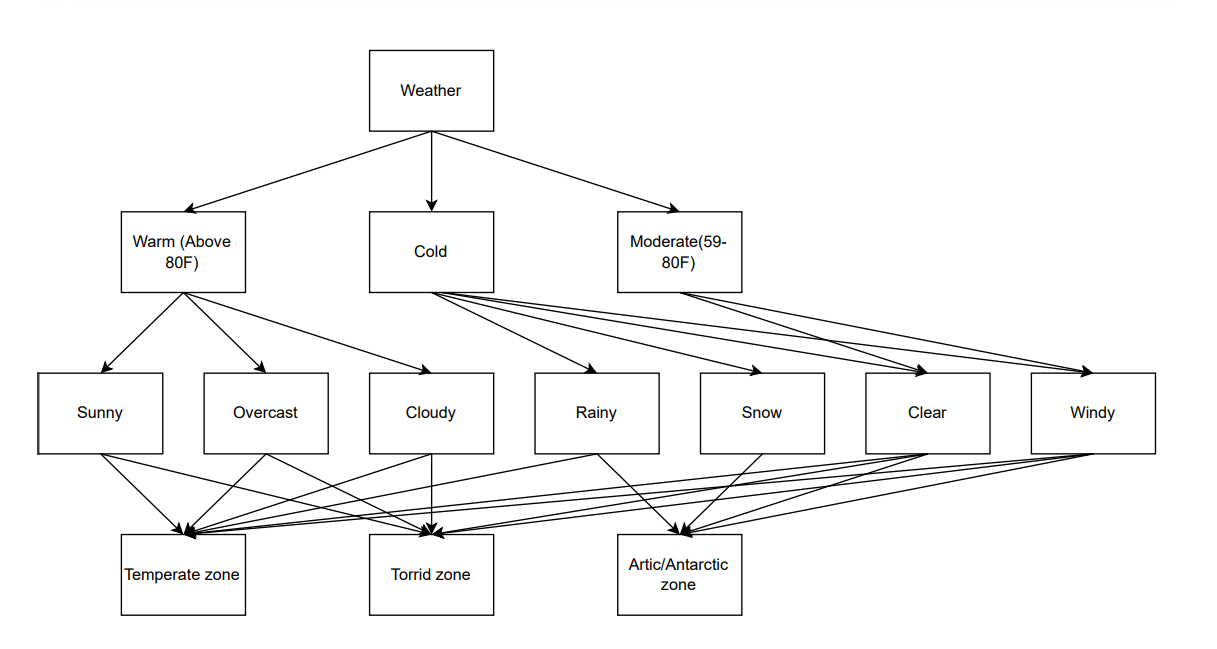 Weather
Warm (Above
80F)
Cold
Moderate(59-
80F)
Sunny
Overcast
Cloudy
Rainy
Snow
Clear
Windy
Temperate zone
Torrid zone
Artic/Antarctic
zone